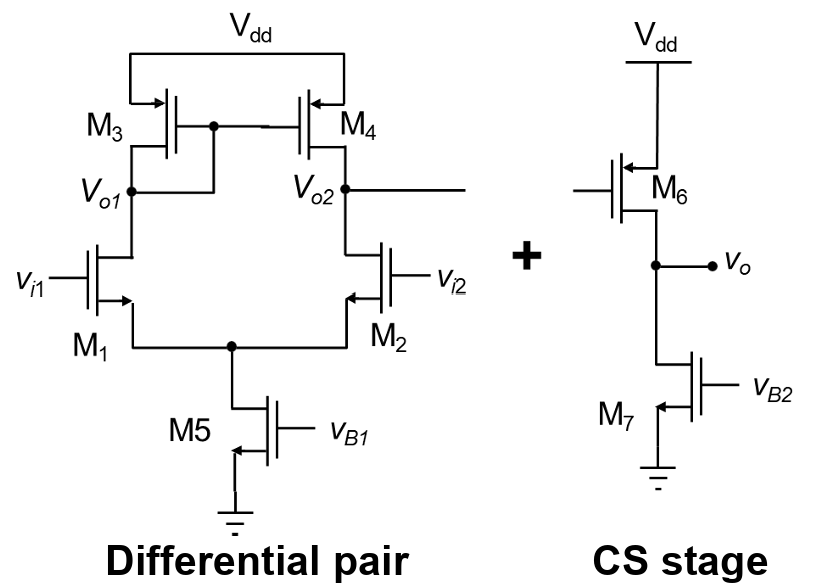 Vdd
M3
M4
Vo1
Vo2
vi1
vi2
M1
M2
M5
vB1
Differential pair
+
Vdd
M6
vo
M7
vB2
CS stage